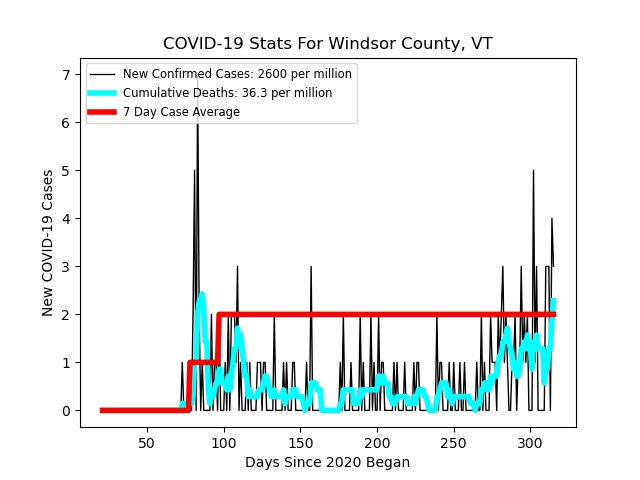 COVID-19 Stats For Windsor County, VT
New Confirmed Cases: 2600 per million
Cumulative Deaths: 36.3 per million
7 Day Case Average
New COVID-19 Cases
7
6
5
4
3
2
1
0
50 100 150 200 250 300
Days Since 2020 Began